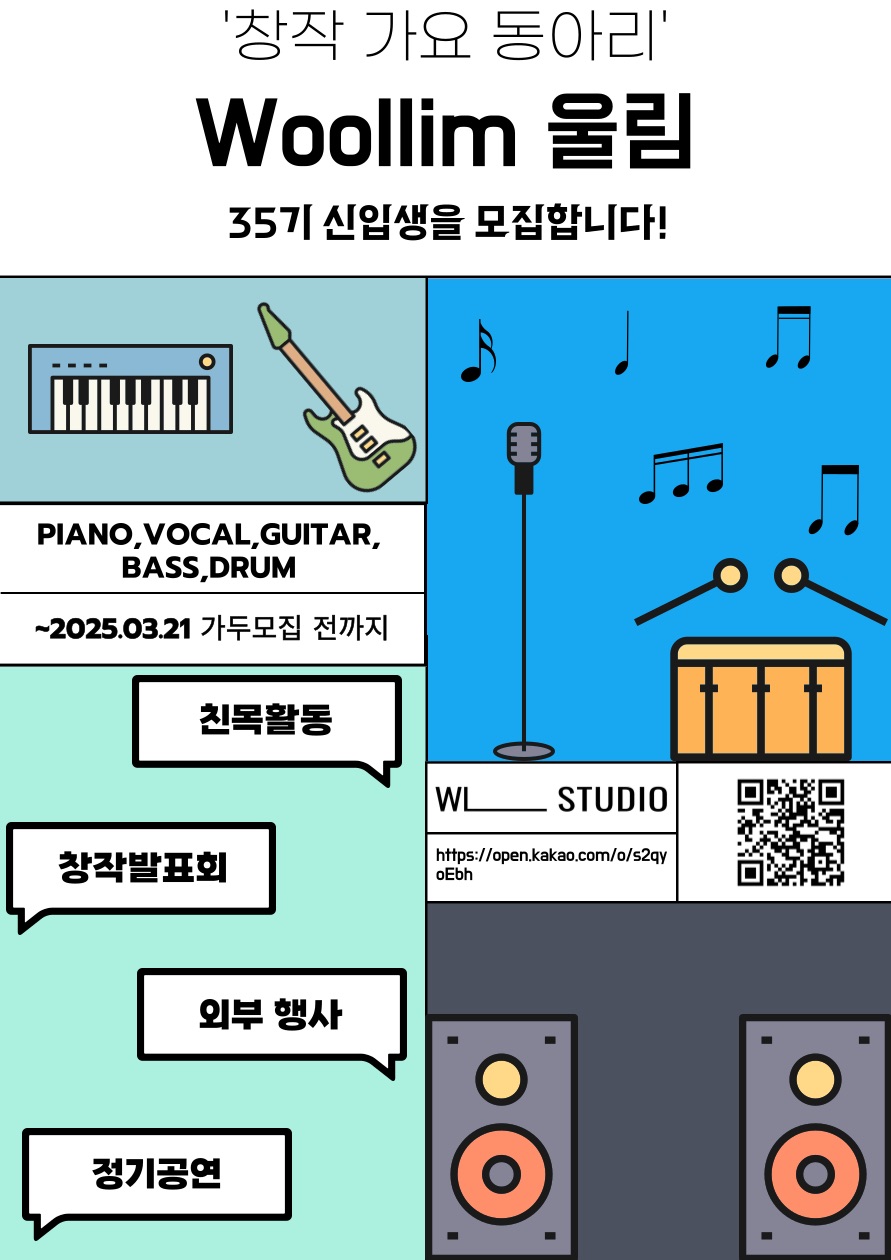 '창작 가요 동아리'
Woollim 울림
35기 신입생을 모집합니다!
PIANO,VOCAL,GUITAR,
BASS,DRUM
~2025.03.21 가두모집 전까지
친목활동
창작발표회
외부 행사
정기공연
WL____ STUDIO
https://open.kakao.com/o/s2qy
oEbh